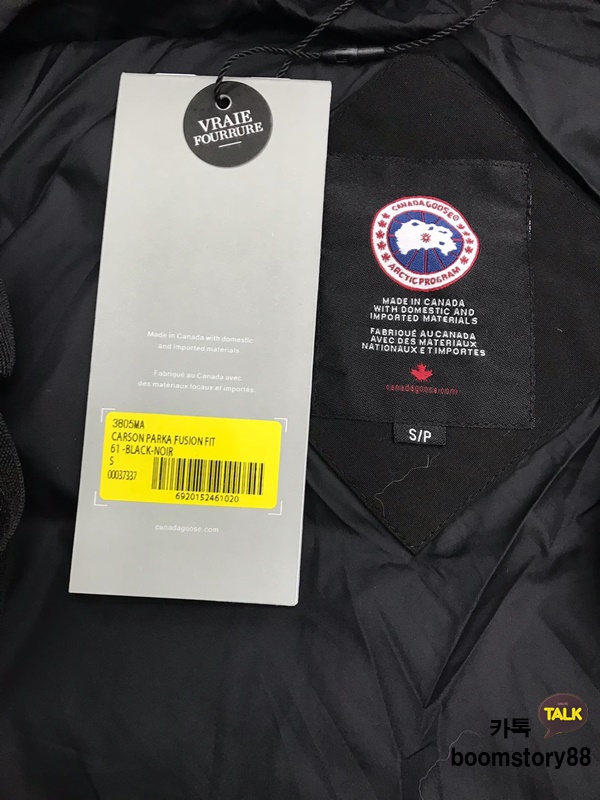 VRAIE
FOURRURE
Made in Canada with domestic
and imported materials
Fabriqué au Canada avec
des matériaux locaux et importés.
3805MA
CARSON PARKA FUSION FIT
61 -BLACK-NOIR
S
00037337
6920152461020
canadagoose.com
CANADA GOOSE®
ARCTIC PROGRAM
MADE IN CANADA
WITH DOMESTIC AND
IMPORTED MATERIALS
FABRIQUÉ AU CANADA
AVEC DES MATERIAUX
NATIONAUX ET IMPORTES
canadagoose.com
S/P
카톡 TALK
boomstory88